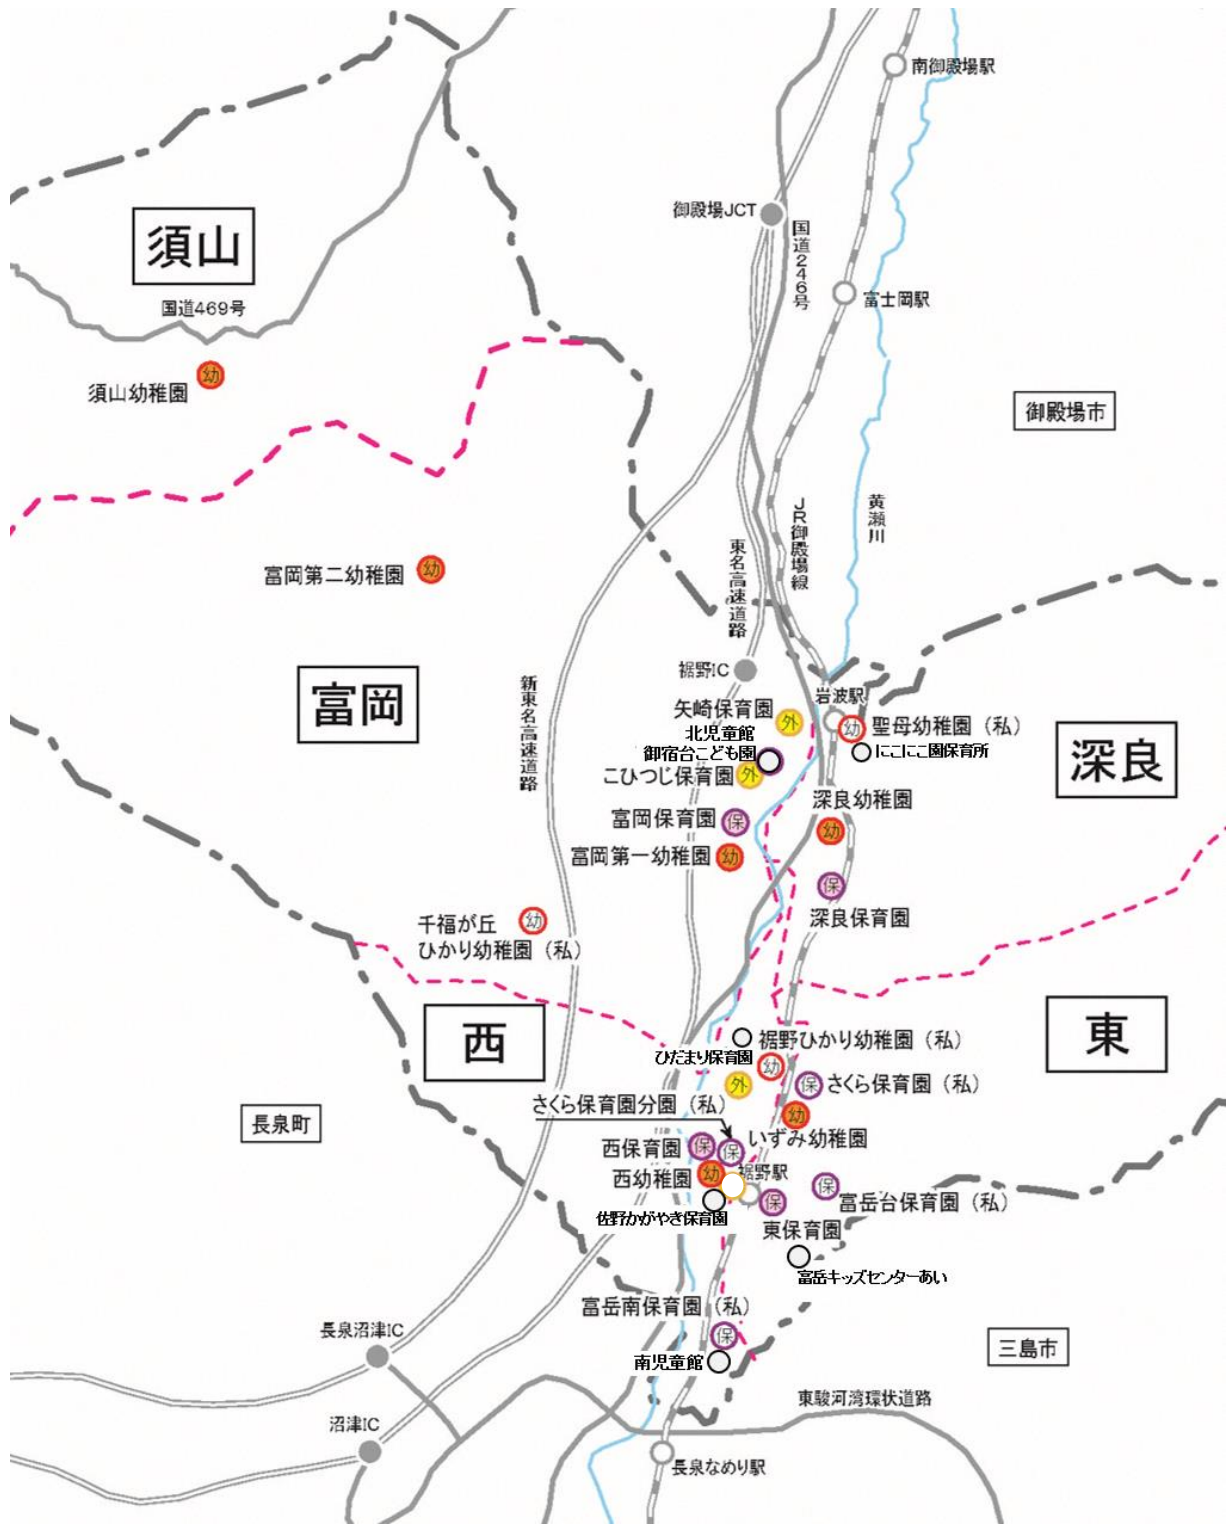 南御殿場駅
御殿場JCT
国道246号
須山
国道469号
富士岡駅
須山幼稚園
幼
御殿場市
JR御殿場線
黄瀬川
東名高速道路
富岡第二幼稚園
幼
裾野IC
富岡
新東名高速道路
岩波駅
矢崎保育園
外
幼
聖母幼稚園（私）
北児童館
御宿台こども園
にこにこ園保育所
深良
こひつじ保育園
外
深良幼稚園
幼
富岡保育園
保
富岡第一幼稚園
幼
保
深良保育園
千福が丘
ひかり幼稚園（私）
幼
西
東
裾野ひかり幼稚園（私）
ひだまり保育園
幼
外
保
さくら保育園（私）
さくら保育園分園（私）
幼
長泉町
いずみ幼稚園
西保育園
保
保
西幼稚園
幼
裾野駅
保
保
富岳台保育園（私）
佐野かがやき保育園
東保育園
富岳キッズセンターあい
富岳南保育園（私）
保
長泉沼津IC
南児童館
三島市
東駿河湾環状道路
沼津IC
長泉なめり駅